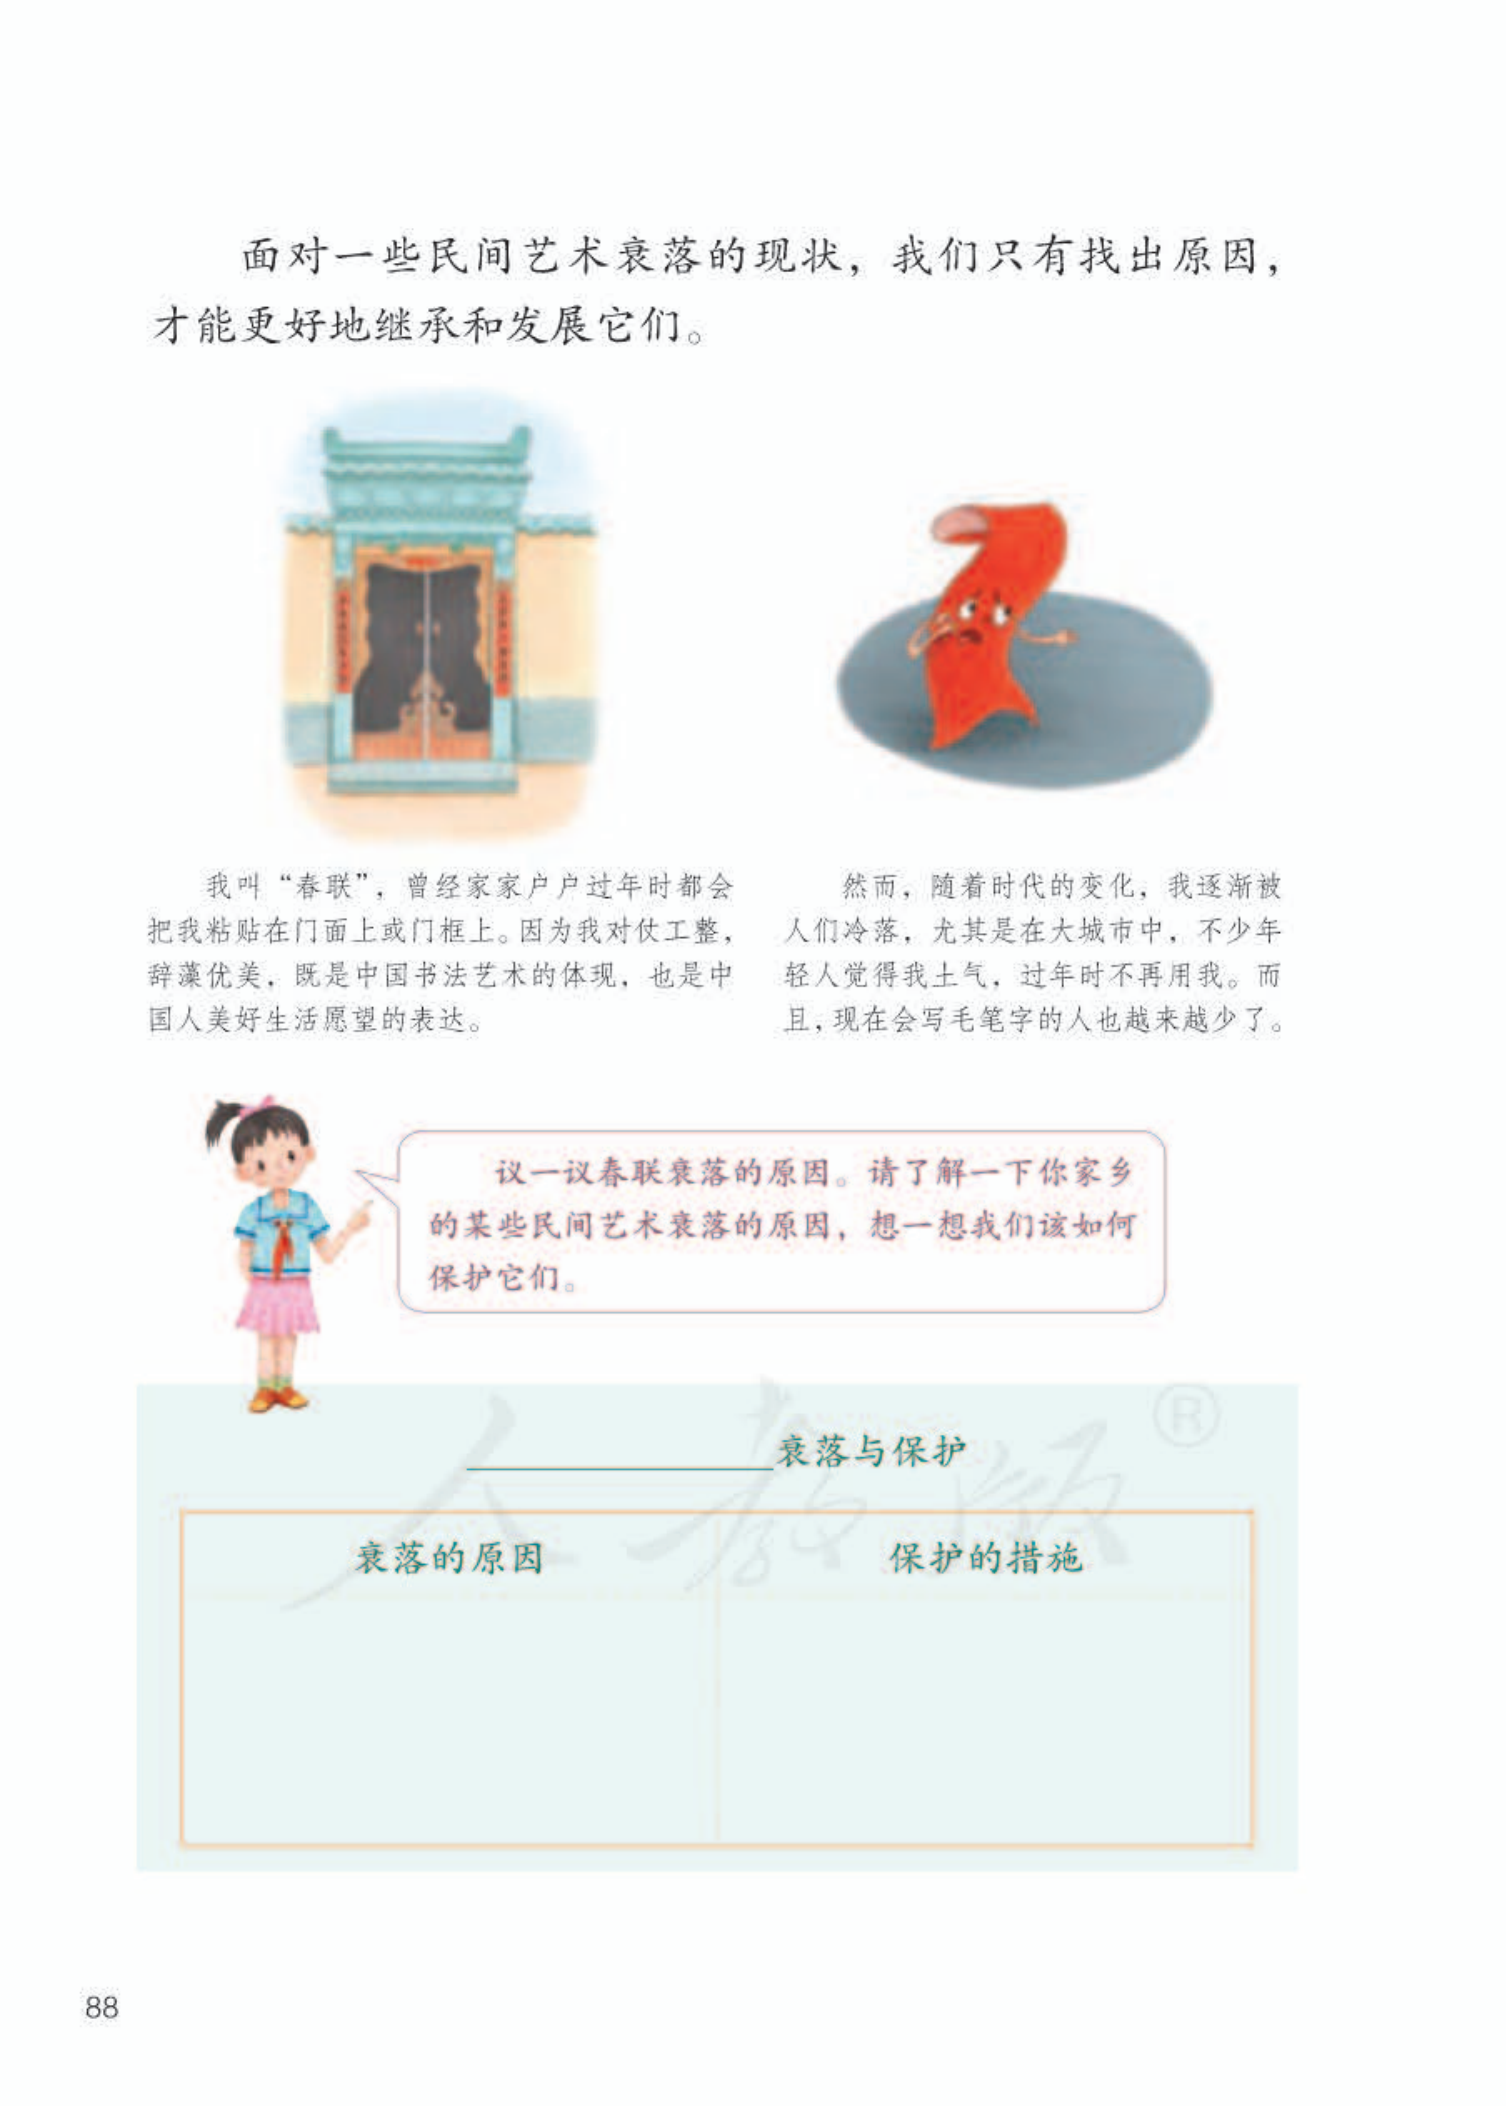 面对一些民间艺术衰落的现状，我们只有找出原因，
才能更好地继承和发展它们。
我叫“春联”，曾经家家户户过年时都会
把我粘贴在门面上或门框上。因为我对仗工整，
辞藻优美，既是中国书法艺术的体现，也是中
国人美好生活愿望的表达。
然而，随着时代的变化，我逐渐被
人们冷落，尤其是在大城市中，不少年
轻人觉得我土气，过年时不再用我。而
且，现在会写毛笔字的人也越来越少了。
议一议春联衰落的原因。请了解一下你家乡
的某些民间艺术衰落的原因，想一想我们该如何
保护它们。
人教版®
衰落与保护
衰落的原因
保护的措施
88